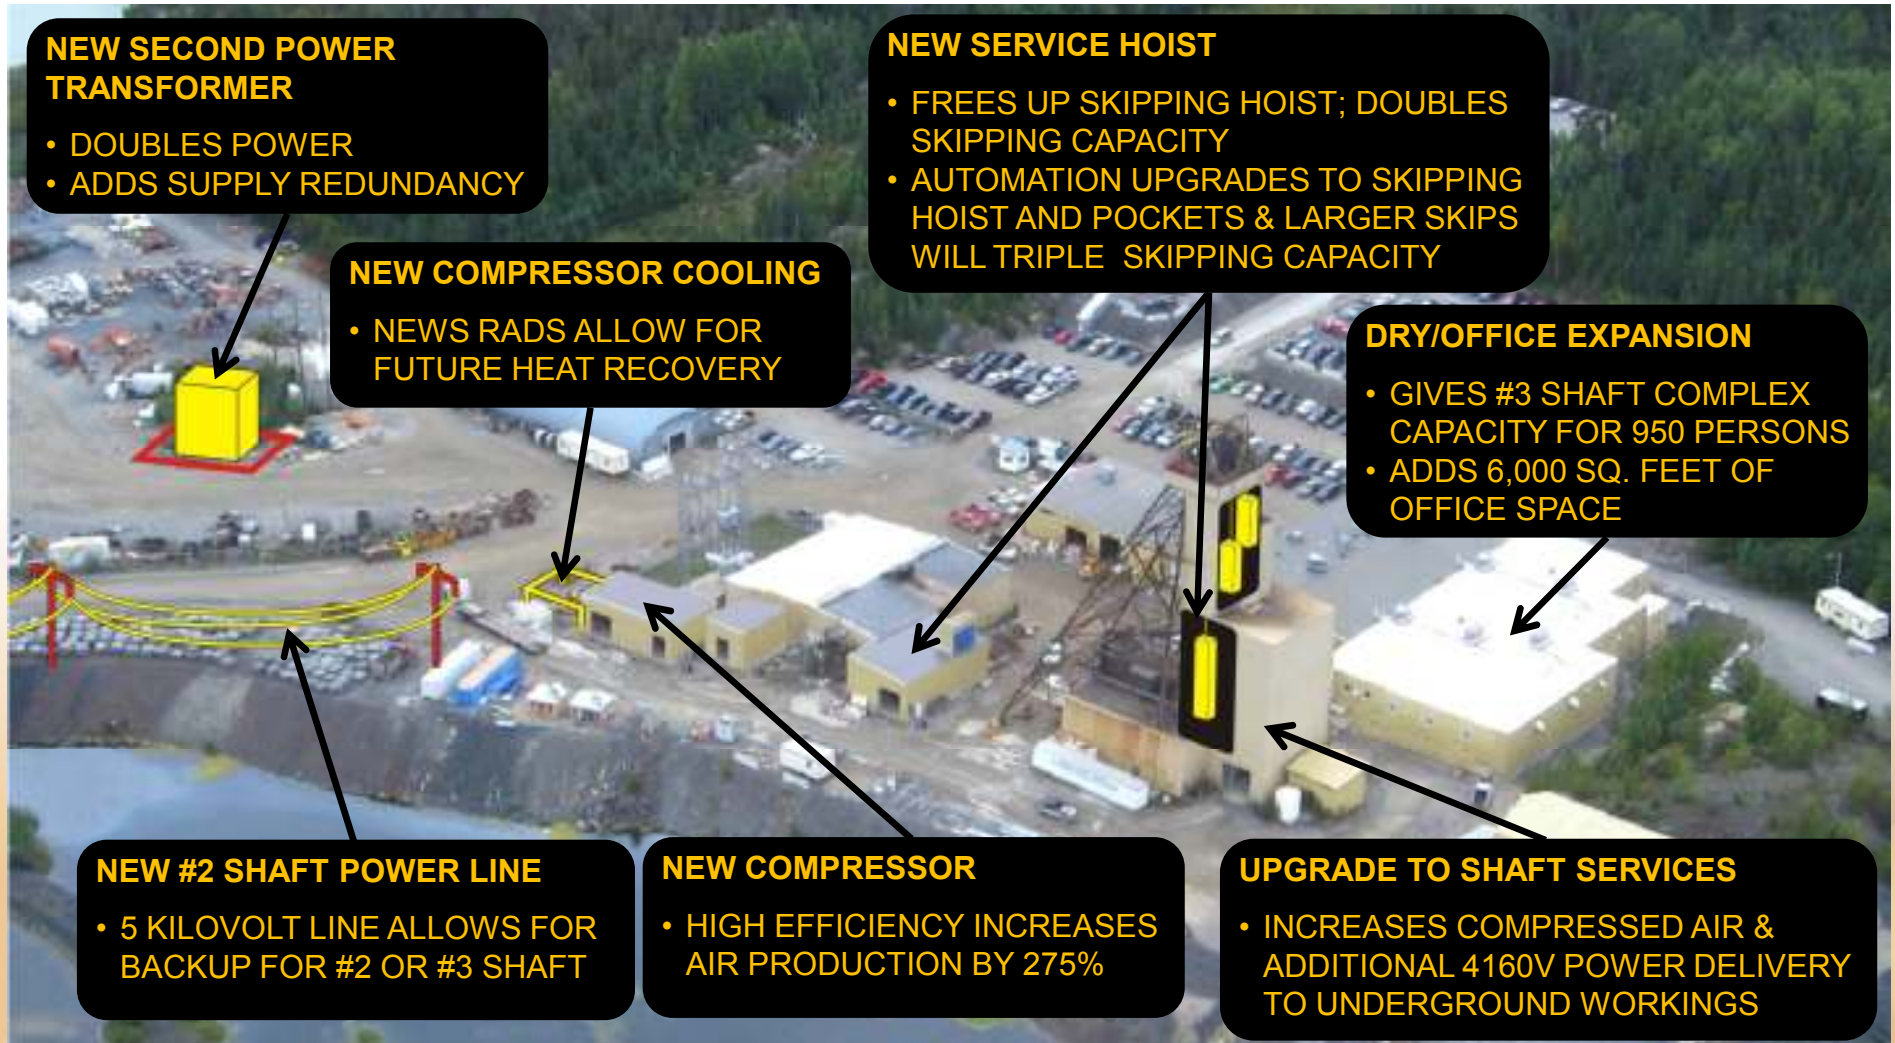 NEW SECOND POWER
TRANSFORMER
• DOUBLES POWER
• ADDS SUPPLY REDUNDANCY
NEW SERVICE HOIST
• FREES UP SKIPPING HOIST; DOUBLES
SKIPPING CAPACITY
• AUTOMATION UPGRADES TO SKIPPING
HOIST AND POCKETS & LARGER SKIPS
WILL TRIPLE SKIPPING CAPACITY
NEW COMPRESSOR COOLING
• NEWS RADS ALLOW FOR
FUTURE HEAT RECOVERY
DRY/OFFICE EXPANSION
• GIVES #3 SHAFT COMPLEX
CAPACITY FOR 950 PERSONS
• ADDS 6,000 SQ. FEET OF
OFFICE SPACE
NEW #2 SHAFT POWER LINE
• 5 KILOVOLT LINE ALLOWS FOR
BACKUP FOR #2 OR #3 SHAFT
NEW COMPRESSOR
• HIGH EFFICIENCY INCREASES
AIR PRODUCTION BY 275%
UPGRADE TO SHAFT SERVICES
• INCREASES COMPRESSED AIR &
ADDITIONAL 4160V POWER DELIVERY
TO UNDERGROUND WORKINGS